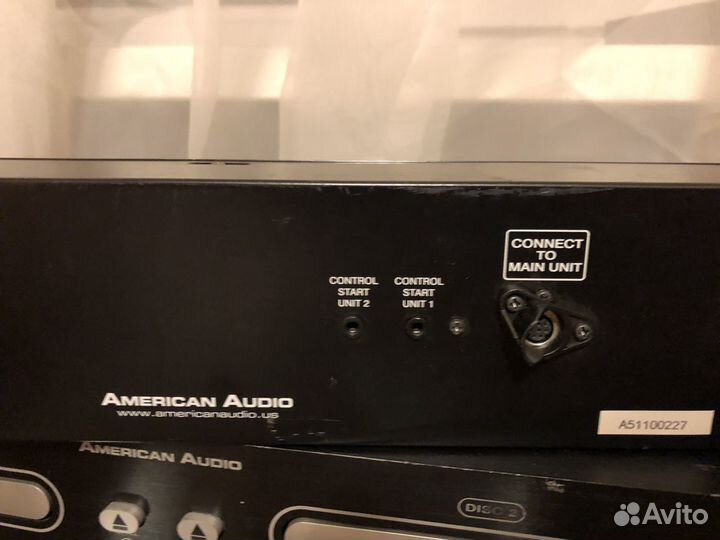 CONNECT
TO
MAIN UNIT
CONTROL
START
UNIT 2
CONTROL
START
UNIT 1
AMERICAN AUDIO
www.americanaudio.us
A51100227
AMERICAN AUDIO
DISC 2
Avito